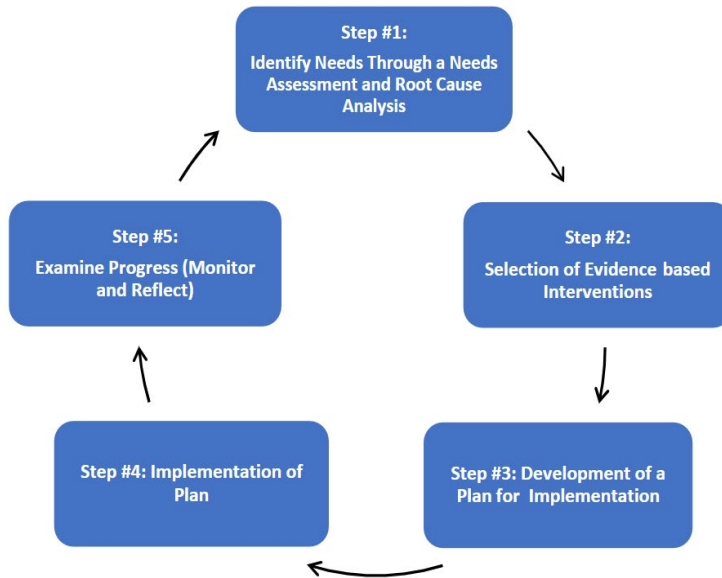 Step #1:
Identify Needs Through a Needs
Assessment and Root Cause
Analysis
Step #2:
Selection of Evidence based
Interventions
Step #3: Development of a
Plan for Implementation
Step #4: Implementation of
Plan
Step #5:
Examine Progress (Monitor
and Reflect)